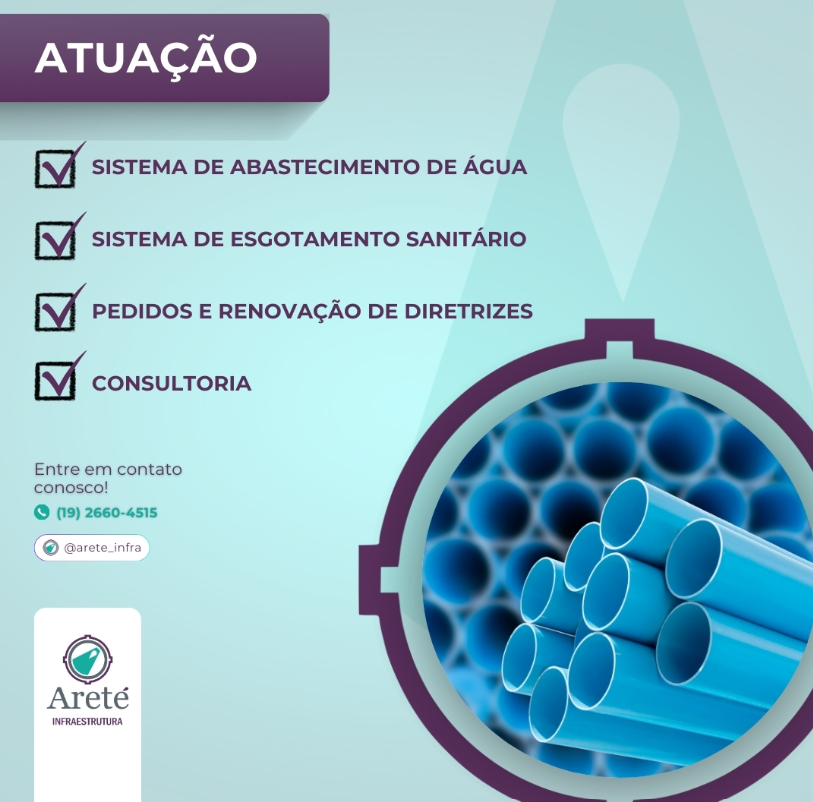 ATUAÇÃO
SISTEMA DE ABASTECIMENTO DE ÁGUA
SISTEMA DE ESGOTAMENTO SANITÁRIO
PEDIDOS E RENOVAÇÃO DE DIRETRIZES
CONSULTORIA
Entre em contato
conosco!
(19) 2660-4515
@arete_infra
Areté
INFRAESTRUTURA